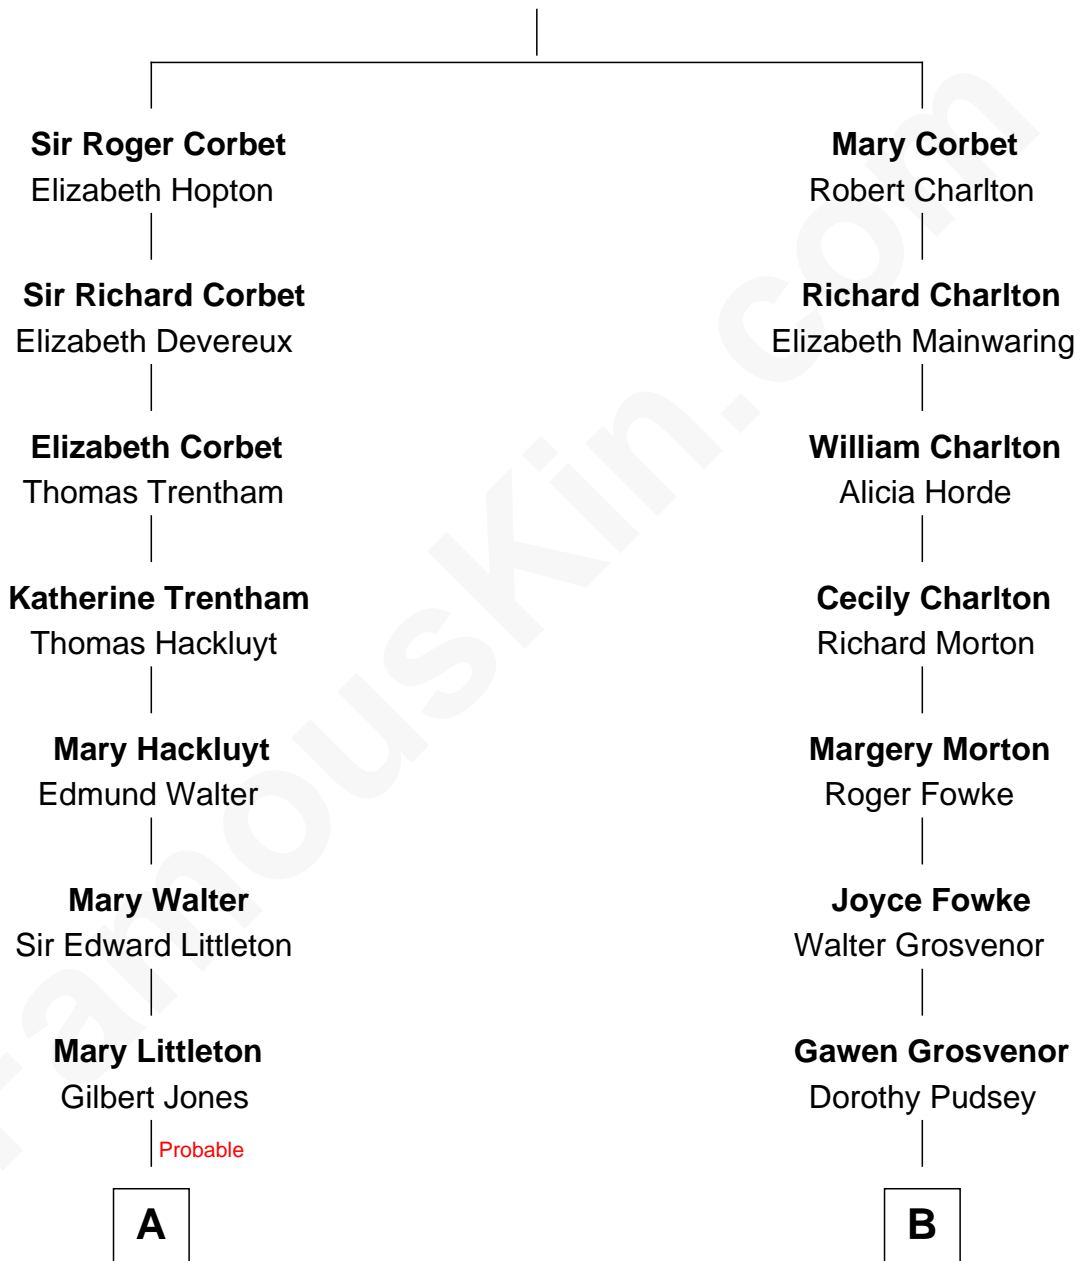 Sir Roger Corbet
Elizabeth Hopton
Sir Richard Corbet
Elizabeth Devereux
Elizabeth Corbet
Thomas Trentham
Katherine Trentham
Thomas Hackluyt
Mary Hackluyt
Edmund Walter
Mary Walter
Sir Edward Littleton
Mary Littleton
Gilbert Jones
Probable
A
Mary Corbet
Robert Charlton
Richard Charlton
Elizabeth Mainwaring
William Charlton
Alicia Horde
Cecily Charlton
Richard Morton
Margery Morton
Roger Fowke
Joyce Fowke
Walter Grosvenor
Gawen Grosvenor
Dorothy Pudsey
B
FamousKin.com